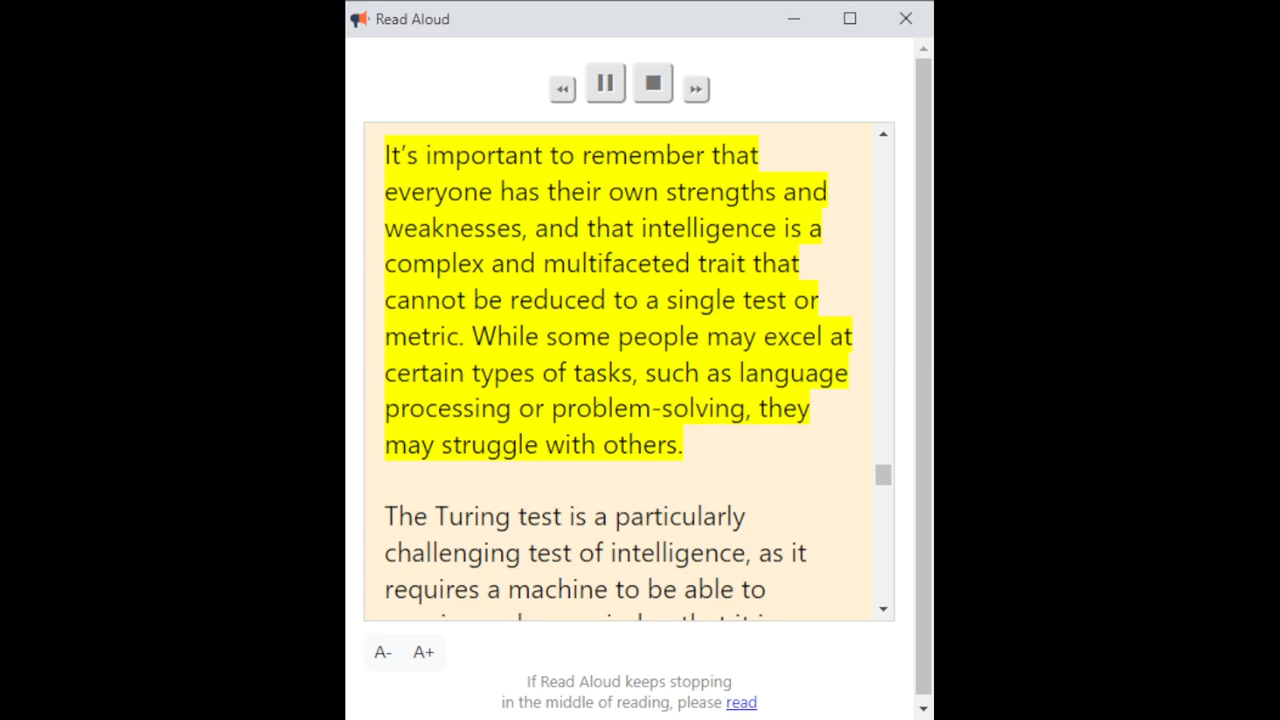 Read Aloud
It’s important to remember that
everyone has their own strengths and
weaknesses, and that intelligence is a
complex and multifaceted trait that
cannot be reduced to a single test or
metric. While some people may excel at
certain types of tasks, such as language
processing or problem-solving, they
may struggle with others.
The Turing test is a particularly
challenging test of intelligence, as it
requires a machine to be able to
A- A+
If Read Aloud keeps stopping
in the middle of reading, please read